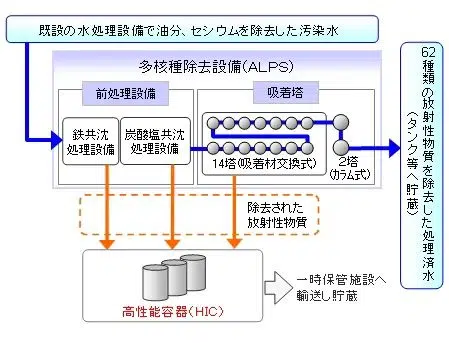 既設の水処理設備で油分、セシウムを除去した汚染水
多核種除去設備(ALPS)
前処理設備
吸着塔
鉄共沈
処理設備
炭酸塩共沈
処理設備
14塔(吸着材交換式)
2塔
(カラム式)
62種類の放射性物質を除去した処理済水
(タンク等へ貯蔵)
除去された
放射性物質
高性能容器(HIC)
一時保管施設へ
輸送し貯蔵